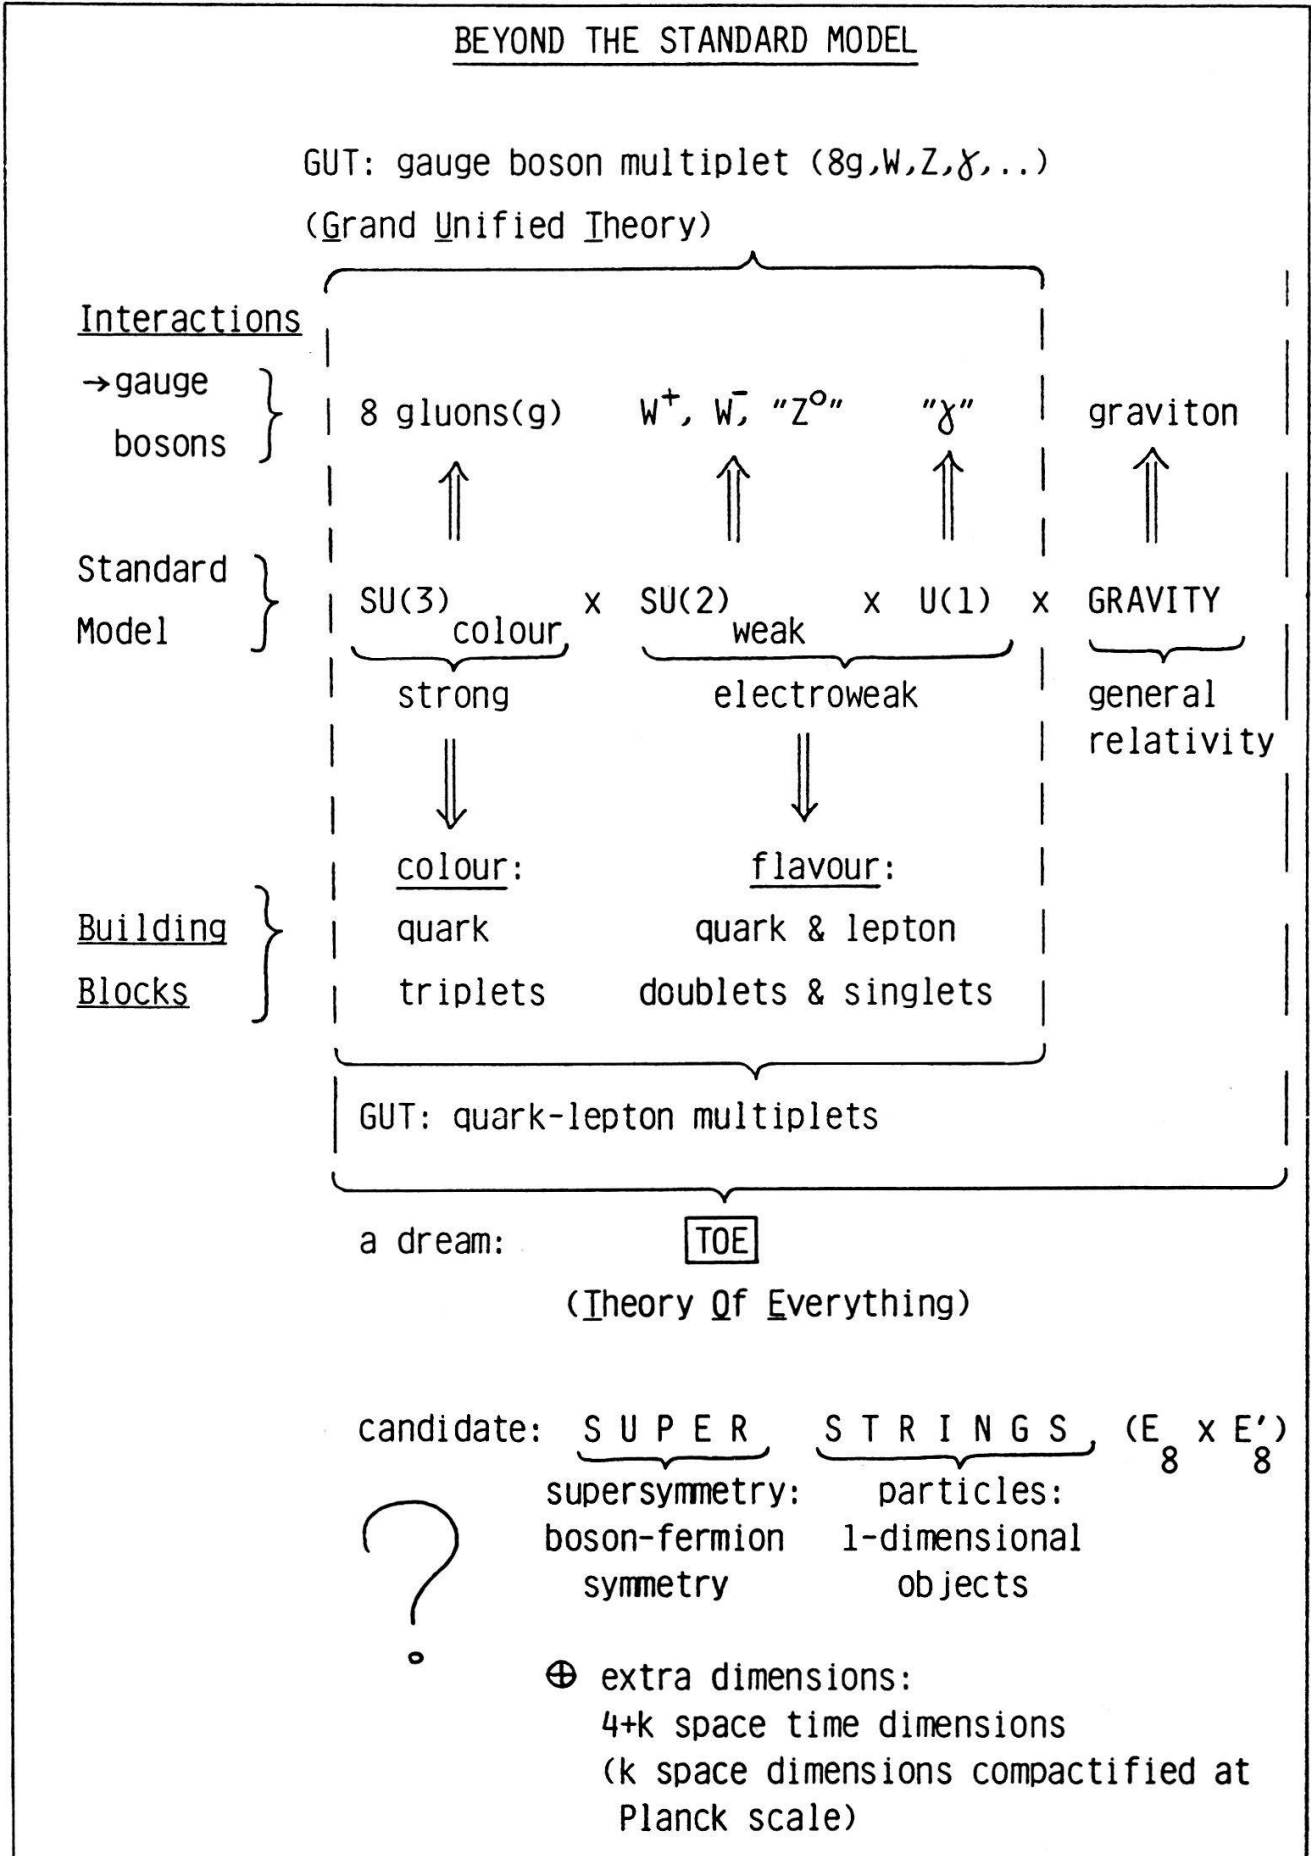 BEYOND THE STANDARD MODEL
GUT: gauge boson multiplet (8g,W,Z,γ,..)
(Grand Unified Theory)
Interactions
→gauge
bosons
8 gluons(g) W⁺, W⁻, "Z⁰" "γ" graviton
Standard
Model
SU(3)colour x SU(2)weak x U(1) x GRAVITY
strong electroweak general
relativity
colour: flavour:
Building quark quark & lepton
Blocks triplets doublets & singlets
GUT: quark-lepton multiplets
a dream: TOE
(Theory Of Everything)
candidate: SUPER STRINGS, (E₈ x E'₈)
supersymmetry: particles:
boson-fermion 1-dimensional
symmetry objects
?
⊕ extra dimensions:
4+k space time dimensions
(k space dimensions compactified at
Planck scale)